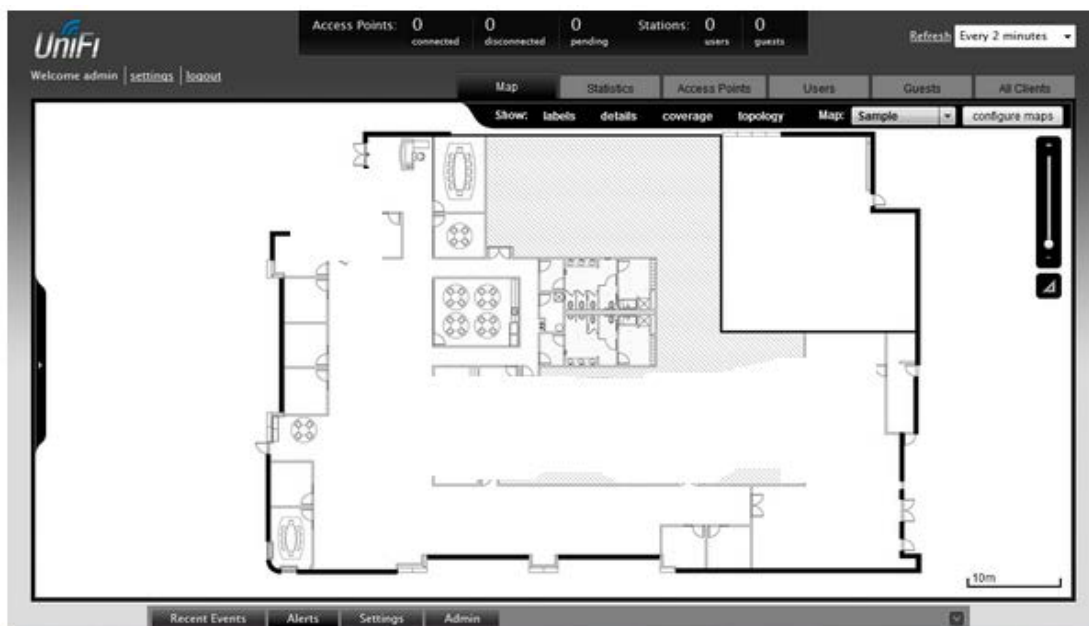 Access Points: 0 connected 0 disconnected 0 pending Stations: 0 users 0 guests
UniFi
Refresh Every 2 minutes
Welcome admin settings logout
Map Statistics Access Points Users Guests All Clients
Show: labels details coverage topology Map: Sample configure maps
+
-
10m
Recent Events Alerts Settings Admin